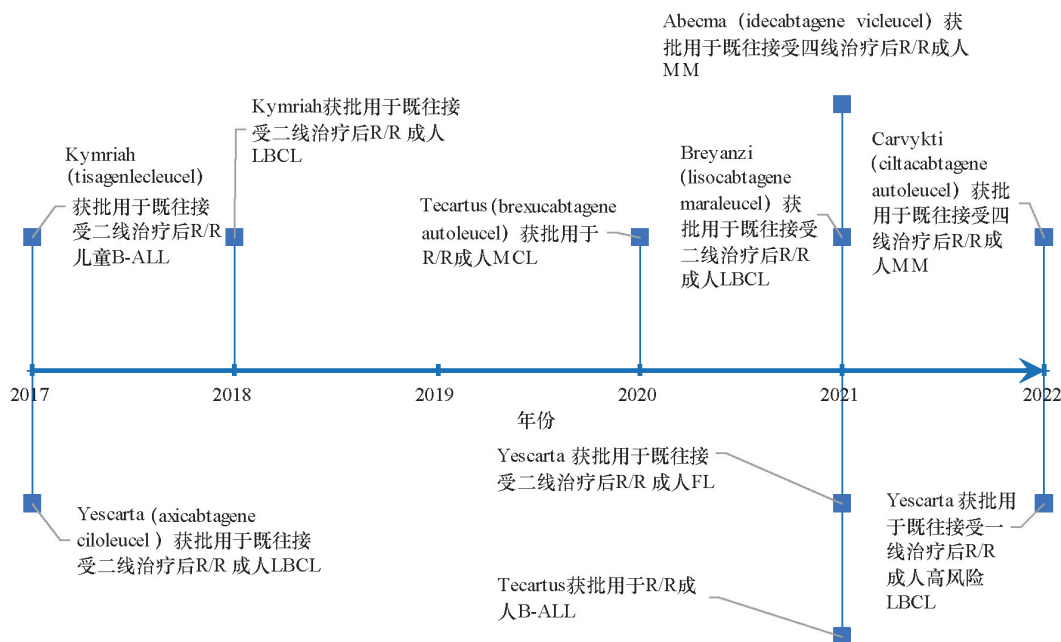 Abecma (idecabtagene vicleucel) 获
批用于既往接受四线治疗后R/R成人
MM
Kymriah获批用于既往接
受二线治疗后R/R 成人
LBCL
Kymriah
(tisagenlecleucel)
获批用于既往接
受二线治疗后R/R
儿童B-ALL
Tecartus (brexucabtagene
autoleucel) 获批用于
R/R成人MCL
Breyanzi
(lisocabtagene
maraleucel) 获
批用于既往接受
二线治疗后R/R
成人LBCL
Carvykti
(ciltacabtagene
autoleucel) 获批
用于既往接受四
线治疗后R/R成
人MM
2017
2018
2019
2020
2021
2022
年份
Yescarta (axicabtagene
ciloleucel) 获批用于既往接
受二线治疗后R/R 成人LBCL
Yescarta 获批用于既往接
受二线治疗后R/R 成人FL
Tecartus获批用于R/R成
人B-ALL
Yescarta 获批用
于既往接受一
线治疗后R/R
成人高风险
LBCL